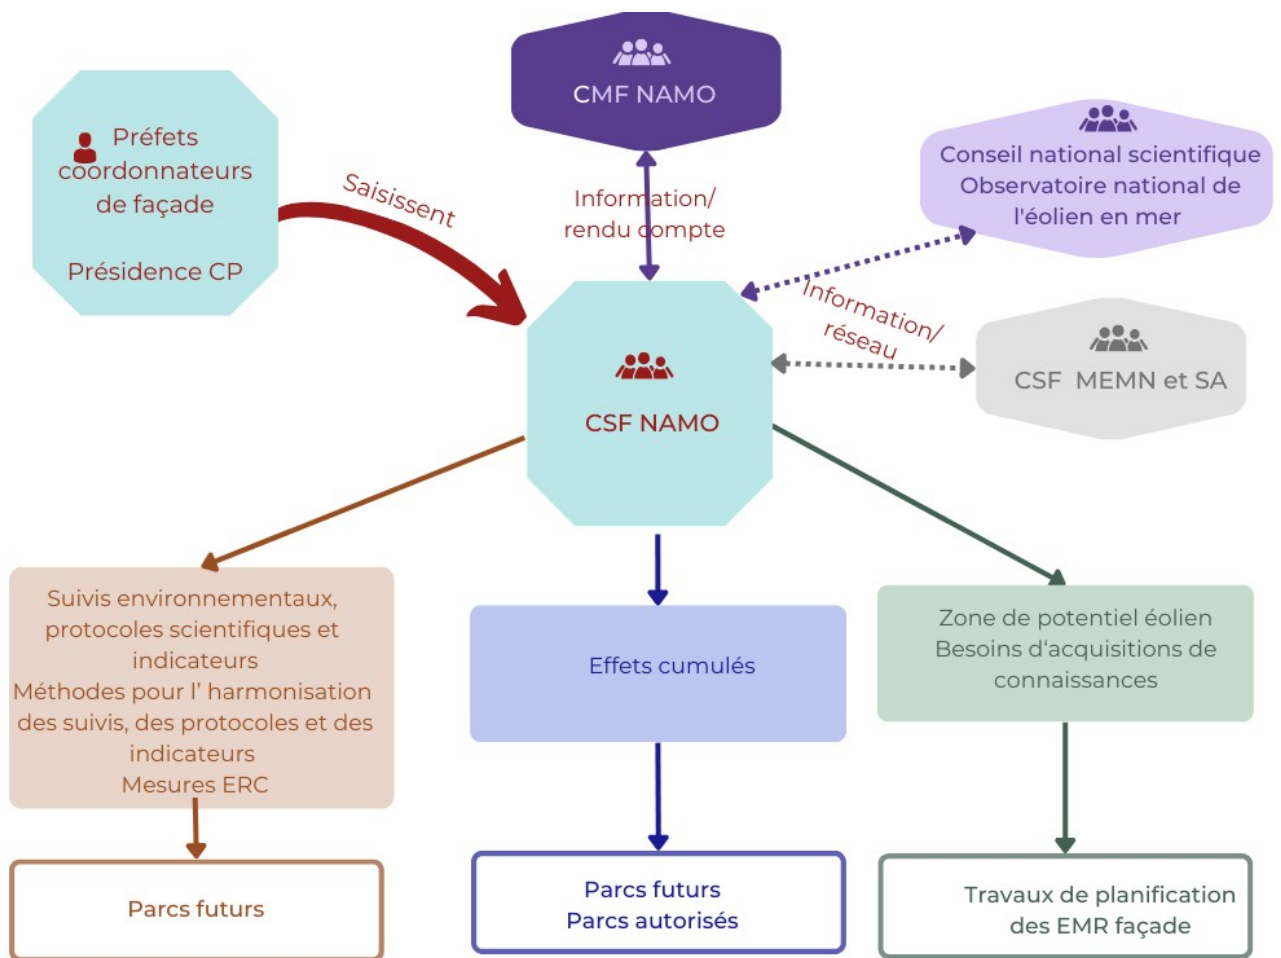 CMF NAMO
Préfets
coordonnateurs
de façade
Présidence CP
Saisissent
Information/
rendu compte
Conseil national scientifique
Observatoire national de
l'éolien en mer
Information/
réseau
CSF MEMN et SA
CSF NAMO
Suivis environnementaux,
protocoles scientifiques et
indicateurs
Méthodes pour l' harmonisation
des suivis, des protocoles et des
indicateurs
Mesures ERC
Effets cumulés
Zone de potentiel éolien
Besoins d'acquisitions de
connaissances
Parcs futurs
Parcs futurs
Parcs autorisés
Travaux de planification
des EMR façade